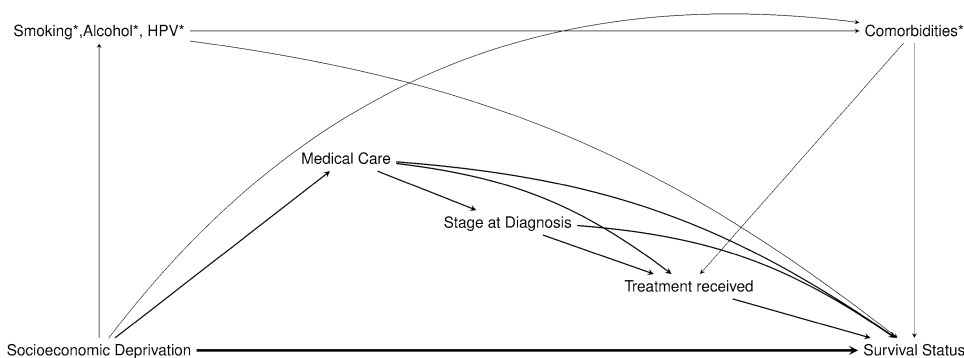 Smoking*,Alcohol*, HPV*
Comorbidities*
Medical Care
Stage at Diagnosis
Treatment received
Socioeconomic Deprivation
Survival Status